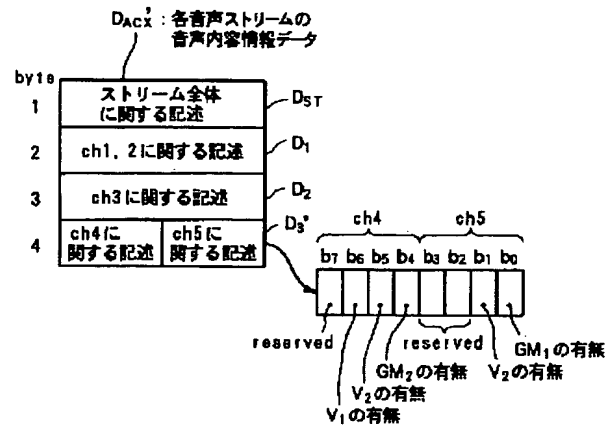 DACX' : 各音声ストリームの
音声内容情報データ
byte
1
ストリーム全体
に関する記述
DST
2
ch1, 2に関する記述
D1
3
ch3に関する記述
D2
4
ch4に
関する記述
ch5に
関する記述
D3'
ch4
ch5
b7 b6 b5 b4 b3 b2 b1 b0
reserved
reserved
GM1の有無
GM2の有無
V2の有無
V2の有無
V1の有無